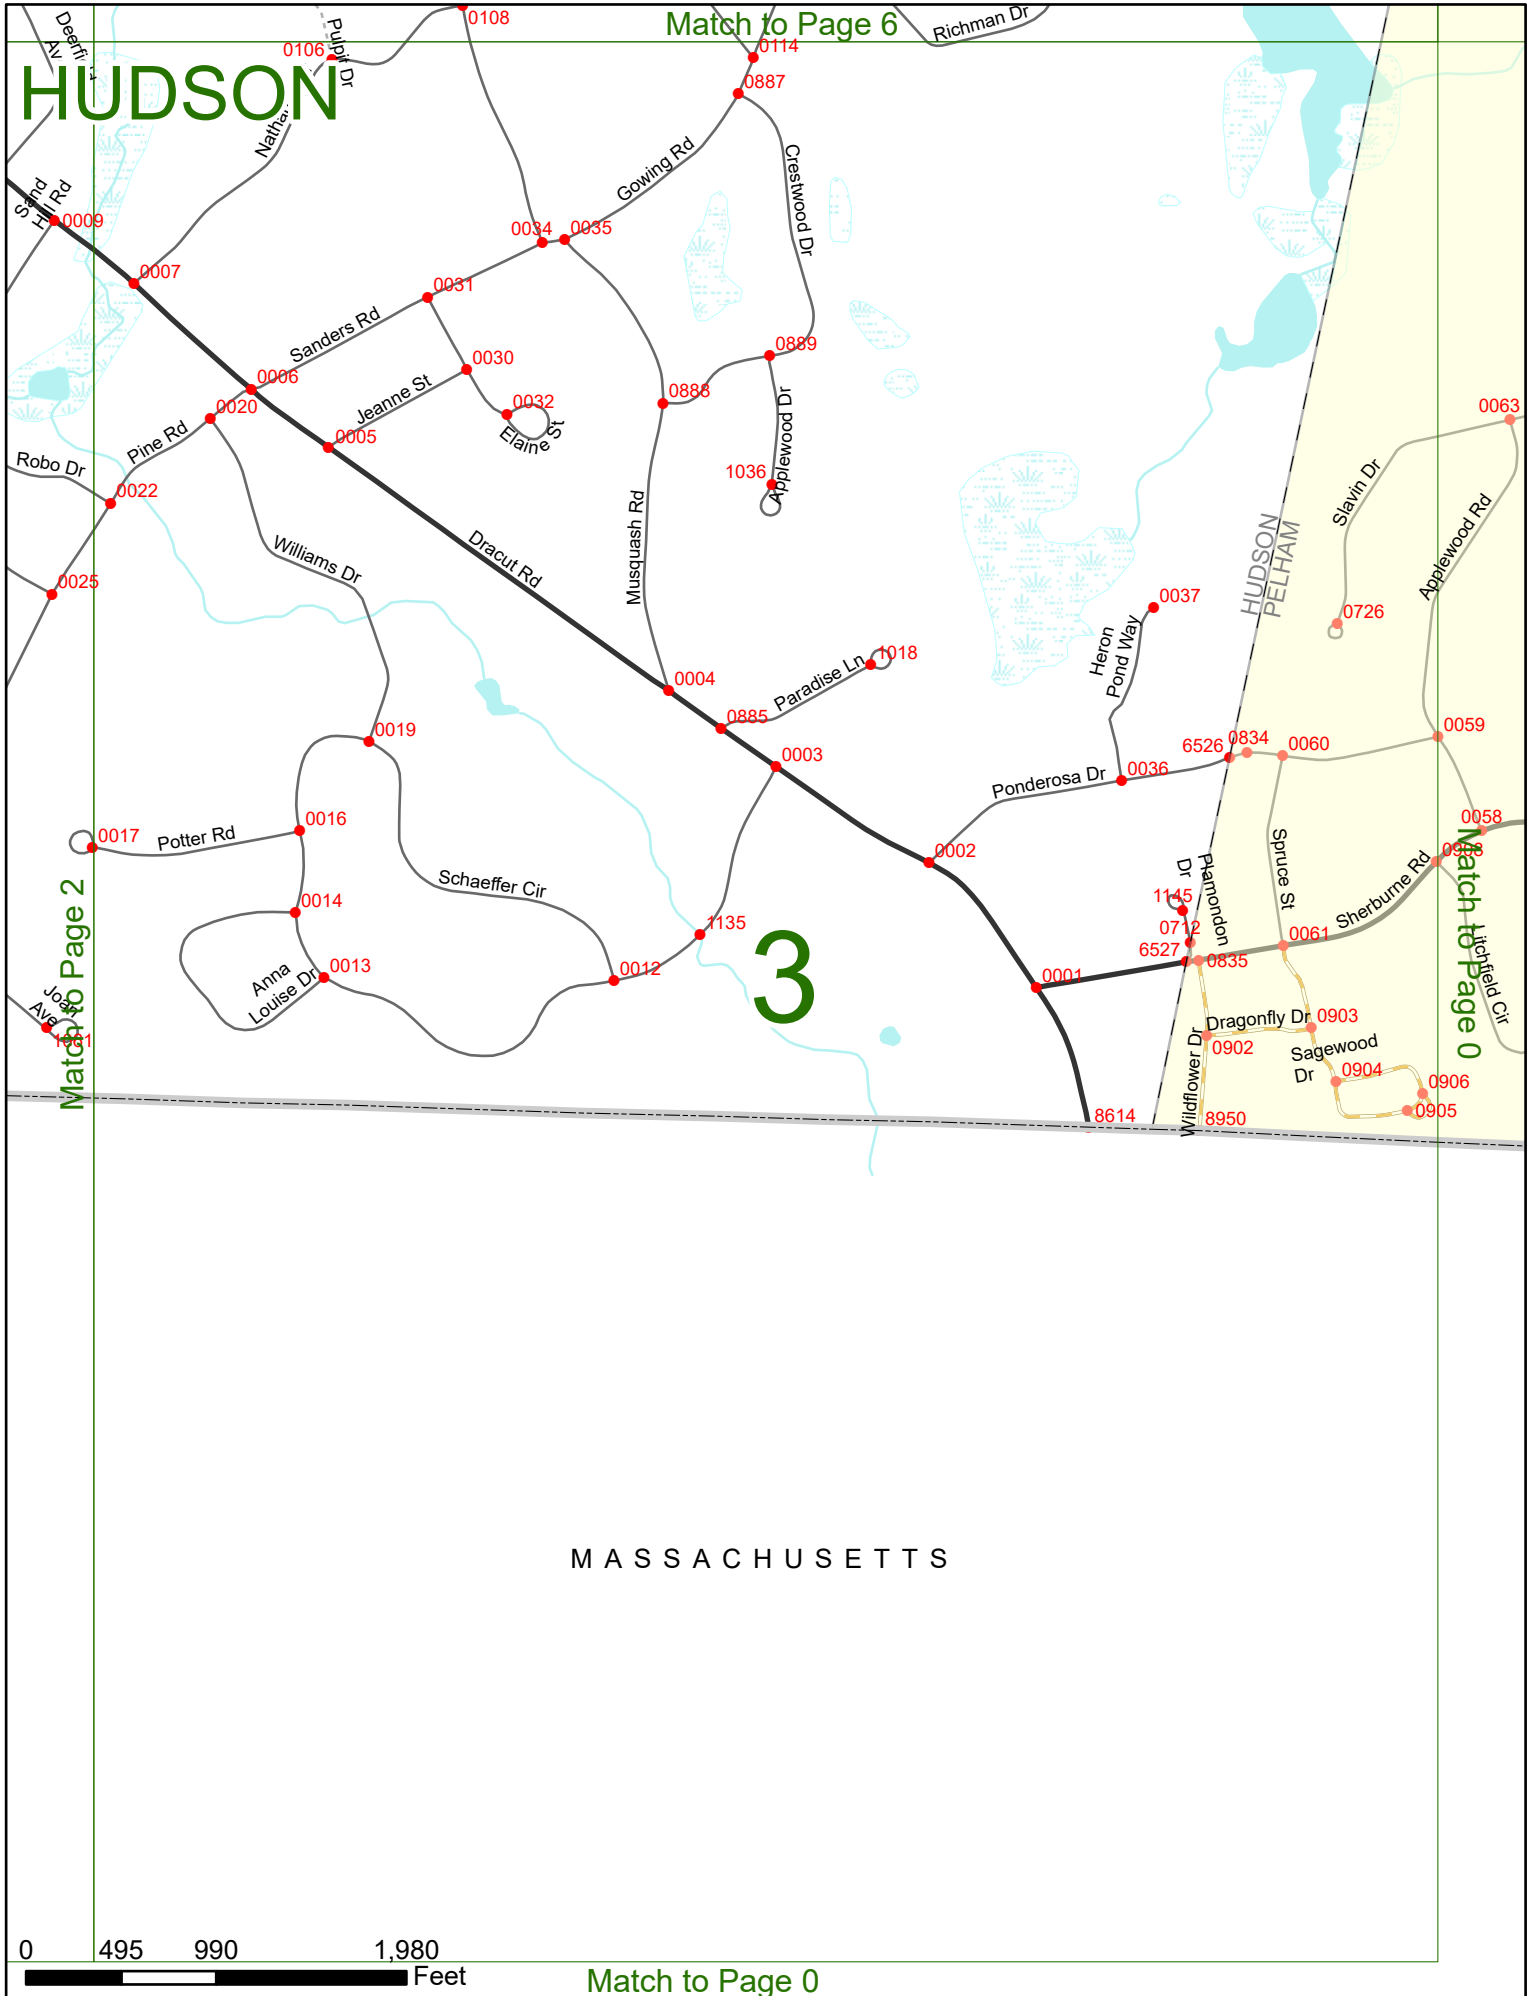 0108
Match to Page 6
Richman Dr
Pulpit Dr
0106
0114
HUDSON
0887
Gowing Rd
Crestwood Dr
Sand
Hill Rd
0009
0034
0035
0007
0031
Sanders Rd
0889
0030
0006
Jeanne St
0888
0032
0020
Elaine St
Applewood Dr
0063
Pine Rd
0005
Robo Dr
0022
1036
Slavin Dr
Musquash Rd
Applewood Rd
Dracut Rd
HUDSON
PELHAM
Williams Dr
0025
0037
0726
Heron
Pond Way
1018
Paradise Ln
0004
0885
0019
0003
6526
0834
0060
0059
0036
Ponderosa Dr
0016
0017
Potter Rd
0058
0908
0002
Spruce St
Plamondon
Dr
Sherburne Rd
Match to Page 0
Match to Page 2
Schaeffer Cir
1145
0014
1135
0712
0061
6527
0835
Litchfield Cir
3
0013
Anna
Louise Dr
0012
0001
Joan
Ave
1001
Dragonfly Dr
0903
0902
Sagewood
Dr
Wildflower Dr
0904
0906
0905
8614
8950
MASSACHUSETTS
0 495 990 1,980
Feet
Match to Page 0